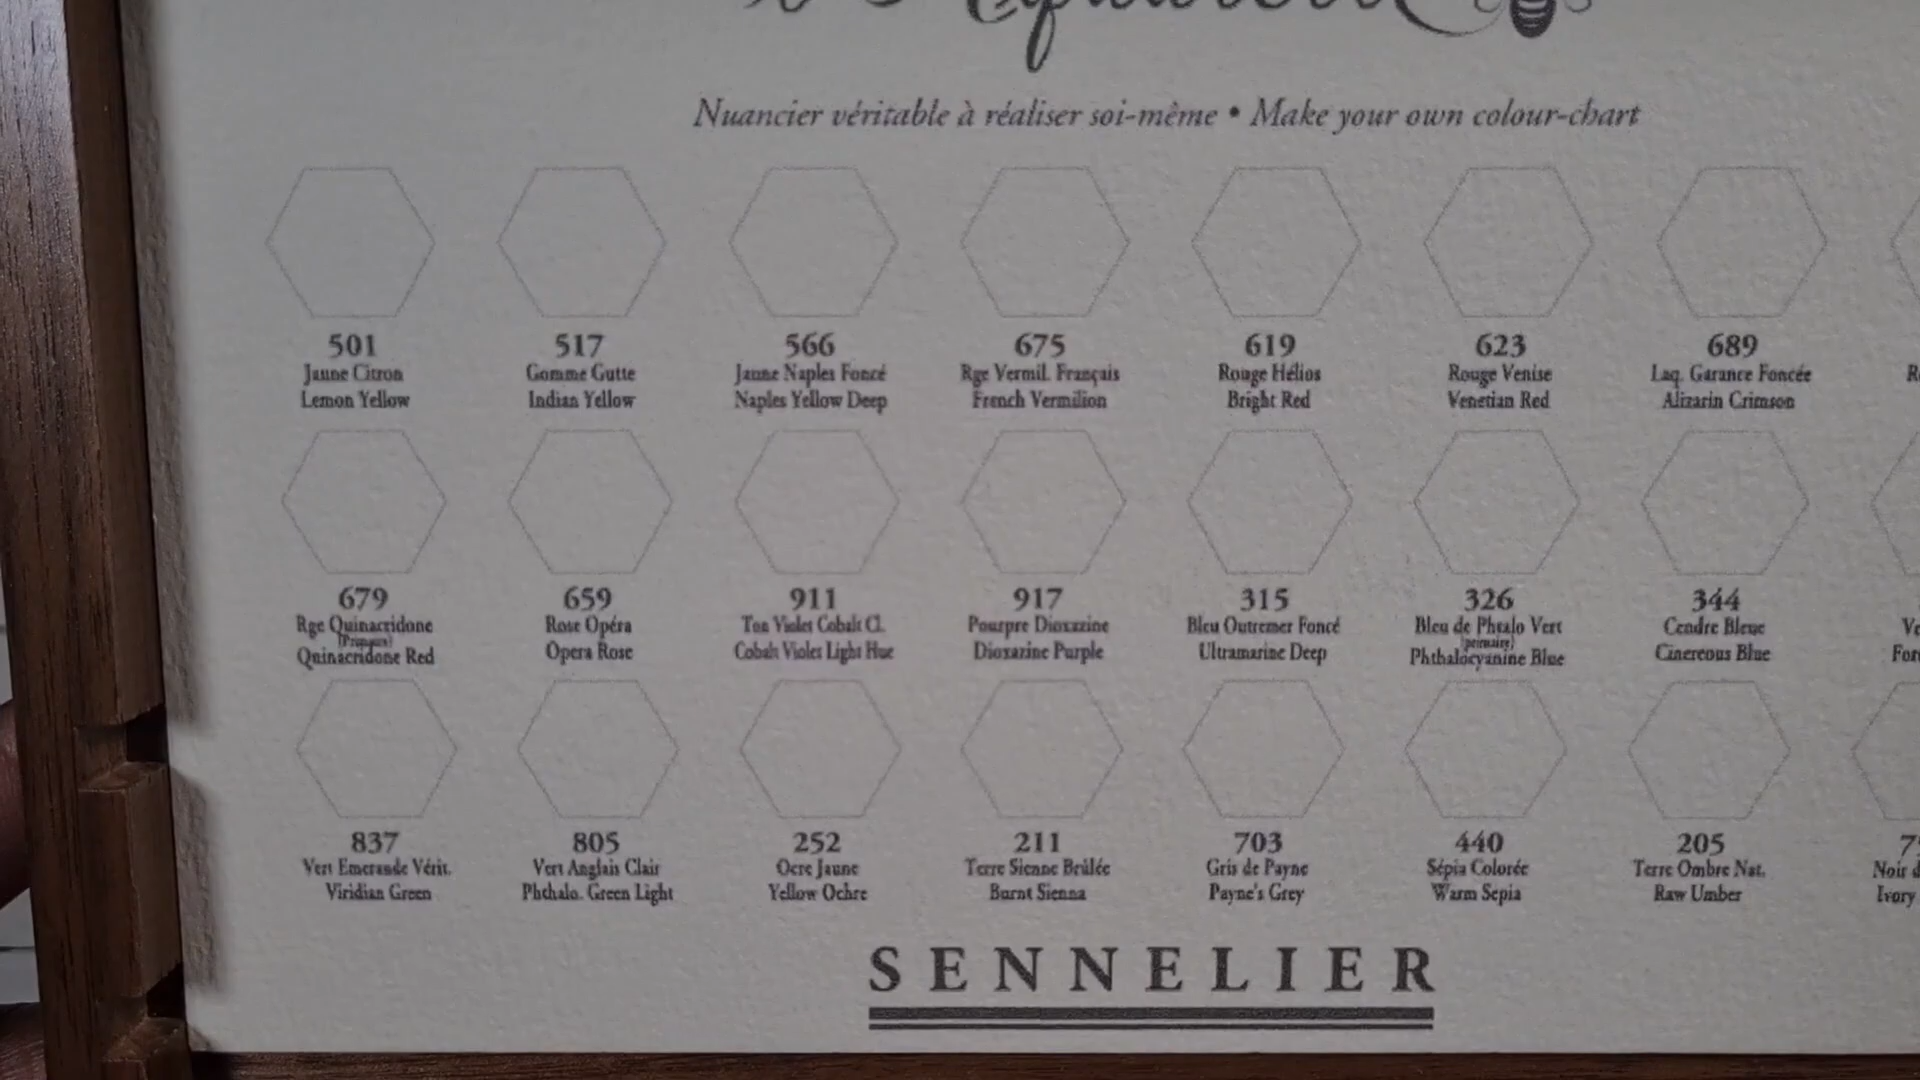 Nuancier véritable à réaliser soi-même • Make your own colour-chart
501 517 566 675 619 623 689
Jaune Citron Gomme Gutte Jaune Naples Foncé Rge Vermil. Français Rouge Hélios Rouge Venise Laq. Garance Foncée
Lemon Yellow Indian Yellow Naples Yellow Deep French Vermilion Bright Red Venetian Red Alizarin Crimson
679 659 911 917 315 326 344
Rge Quinacridone Rose Opéra Ton Violet Cobalt Cl. Pourpre Dioxazine Bleu Outremer Foncé Bleu de Phtalo Vert Cendre Bleue
(Primaire) (primaire)
Quinacridone Red Opera Rose Cobalt Violet Light Hue Dioxazine Purple Ultramarine Deep Phthalocyanine Blue Cinereous Blue
837 805 252 211 703 440 205
Vert Emeraude Vérit. Vert Anglais Clair Ocre Jaune Terre Sienne Brûlée Gris de Payne Sépia Colorée Terre Ombre Nat. Noir
Viridian Green Phthalo. Green Light Yellow Ochre Burnt Sienna Payne's Grey Warm Sepia Raw Umber Ivory
SENNELIER